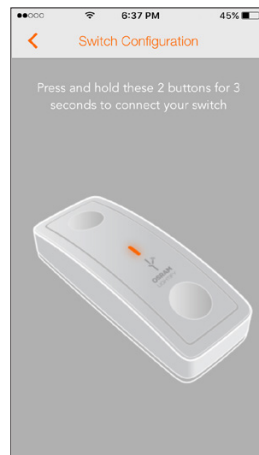 6:37 PM 45%
Switch Configuration
Press and hold these 2 buttons for 3
seconds to connect your switch
OSRAM